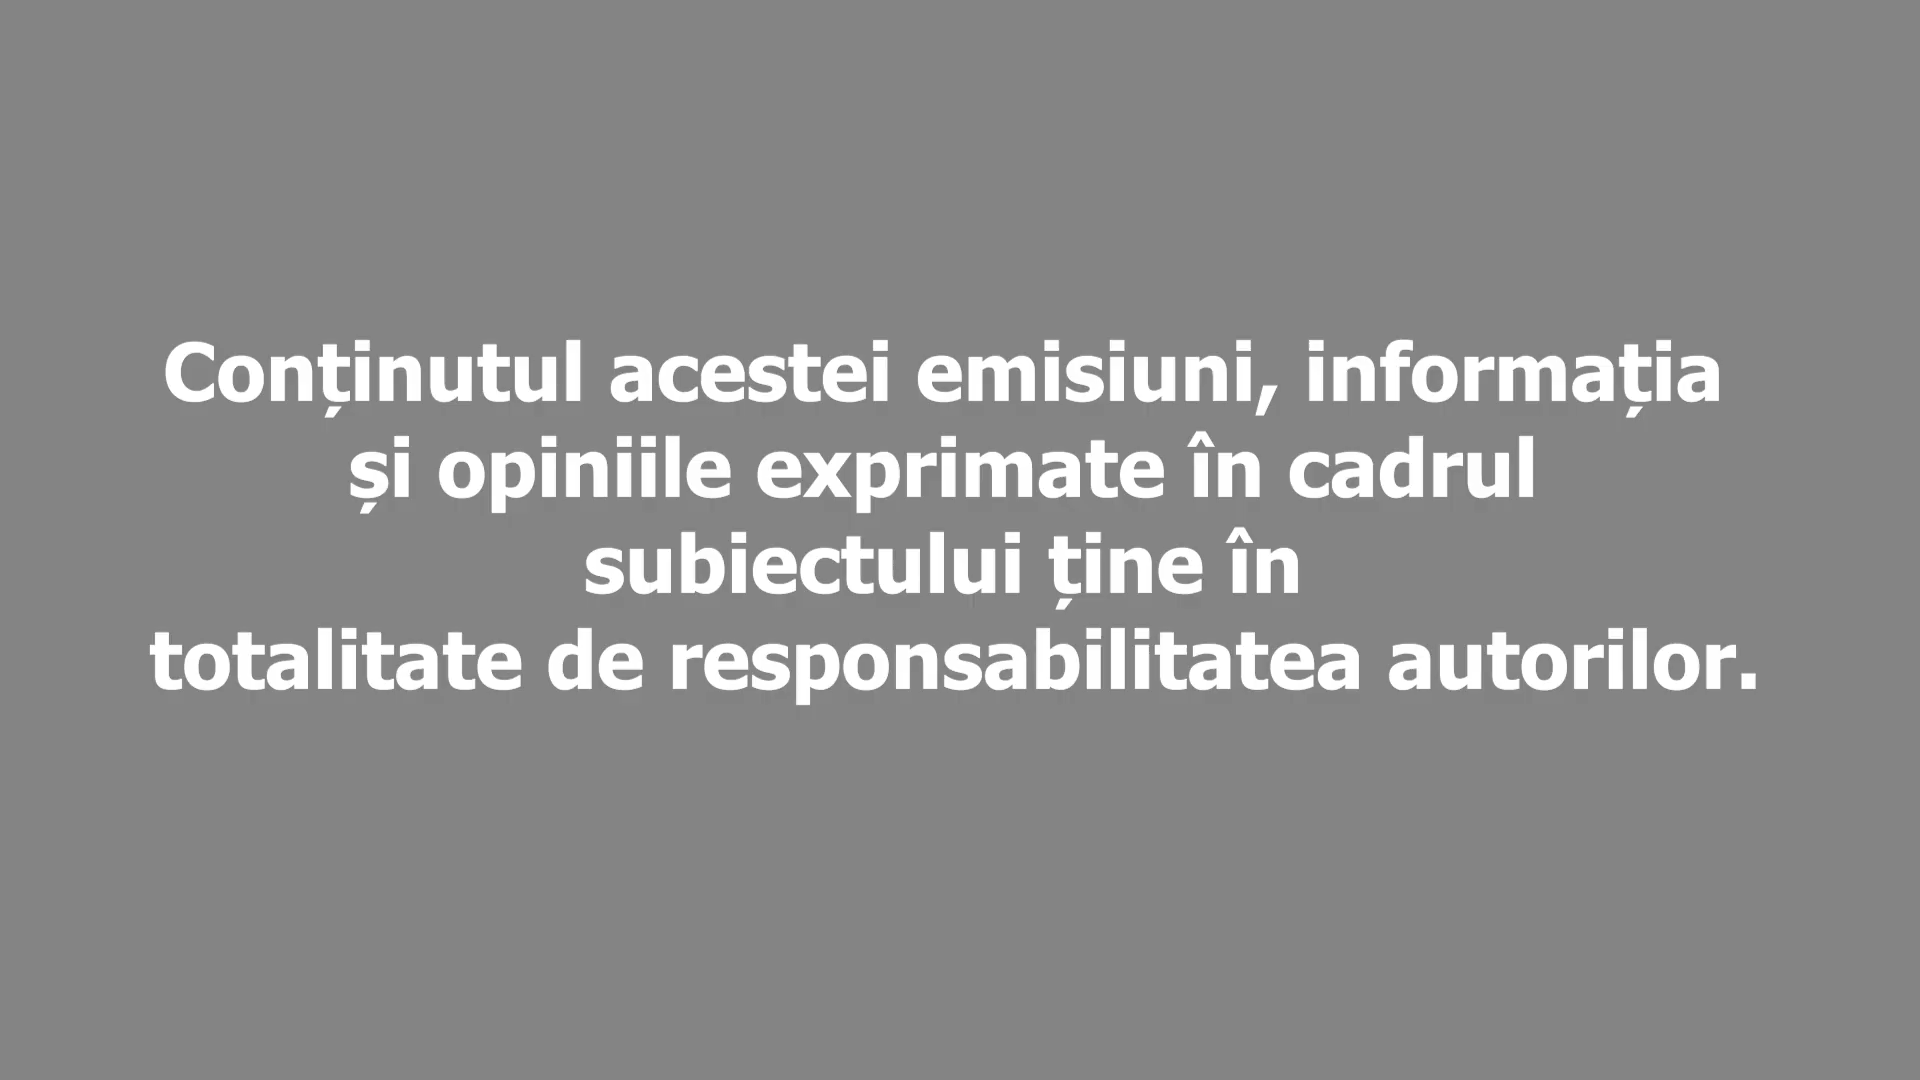 Conținutul acestei emisiuni, informația
și opiniile exprimate în cadrul
subiectului ține în
totalitate de responsabilitatea autorilor.